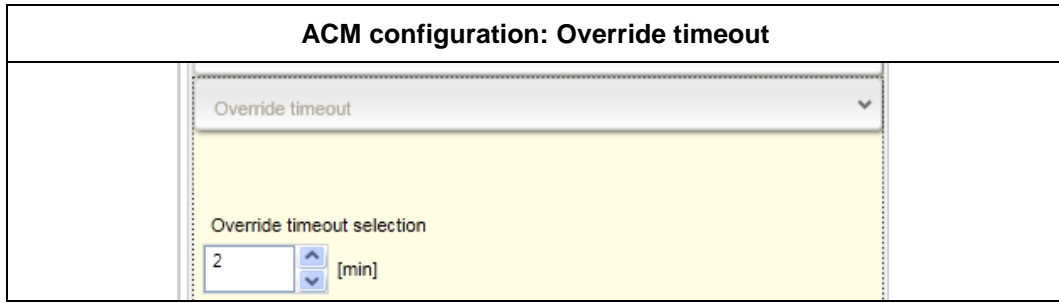 ACM configuration: Override timeout
Override timeout
Override timeout selection
2 [min]